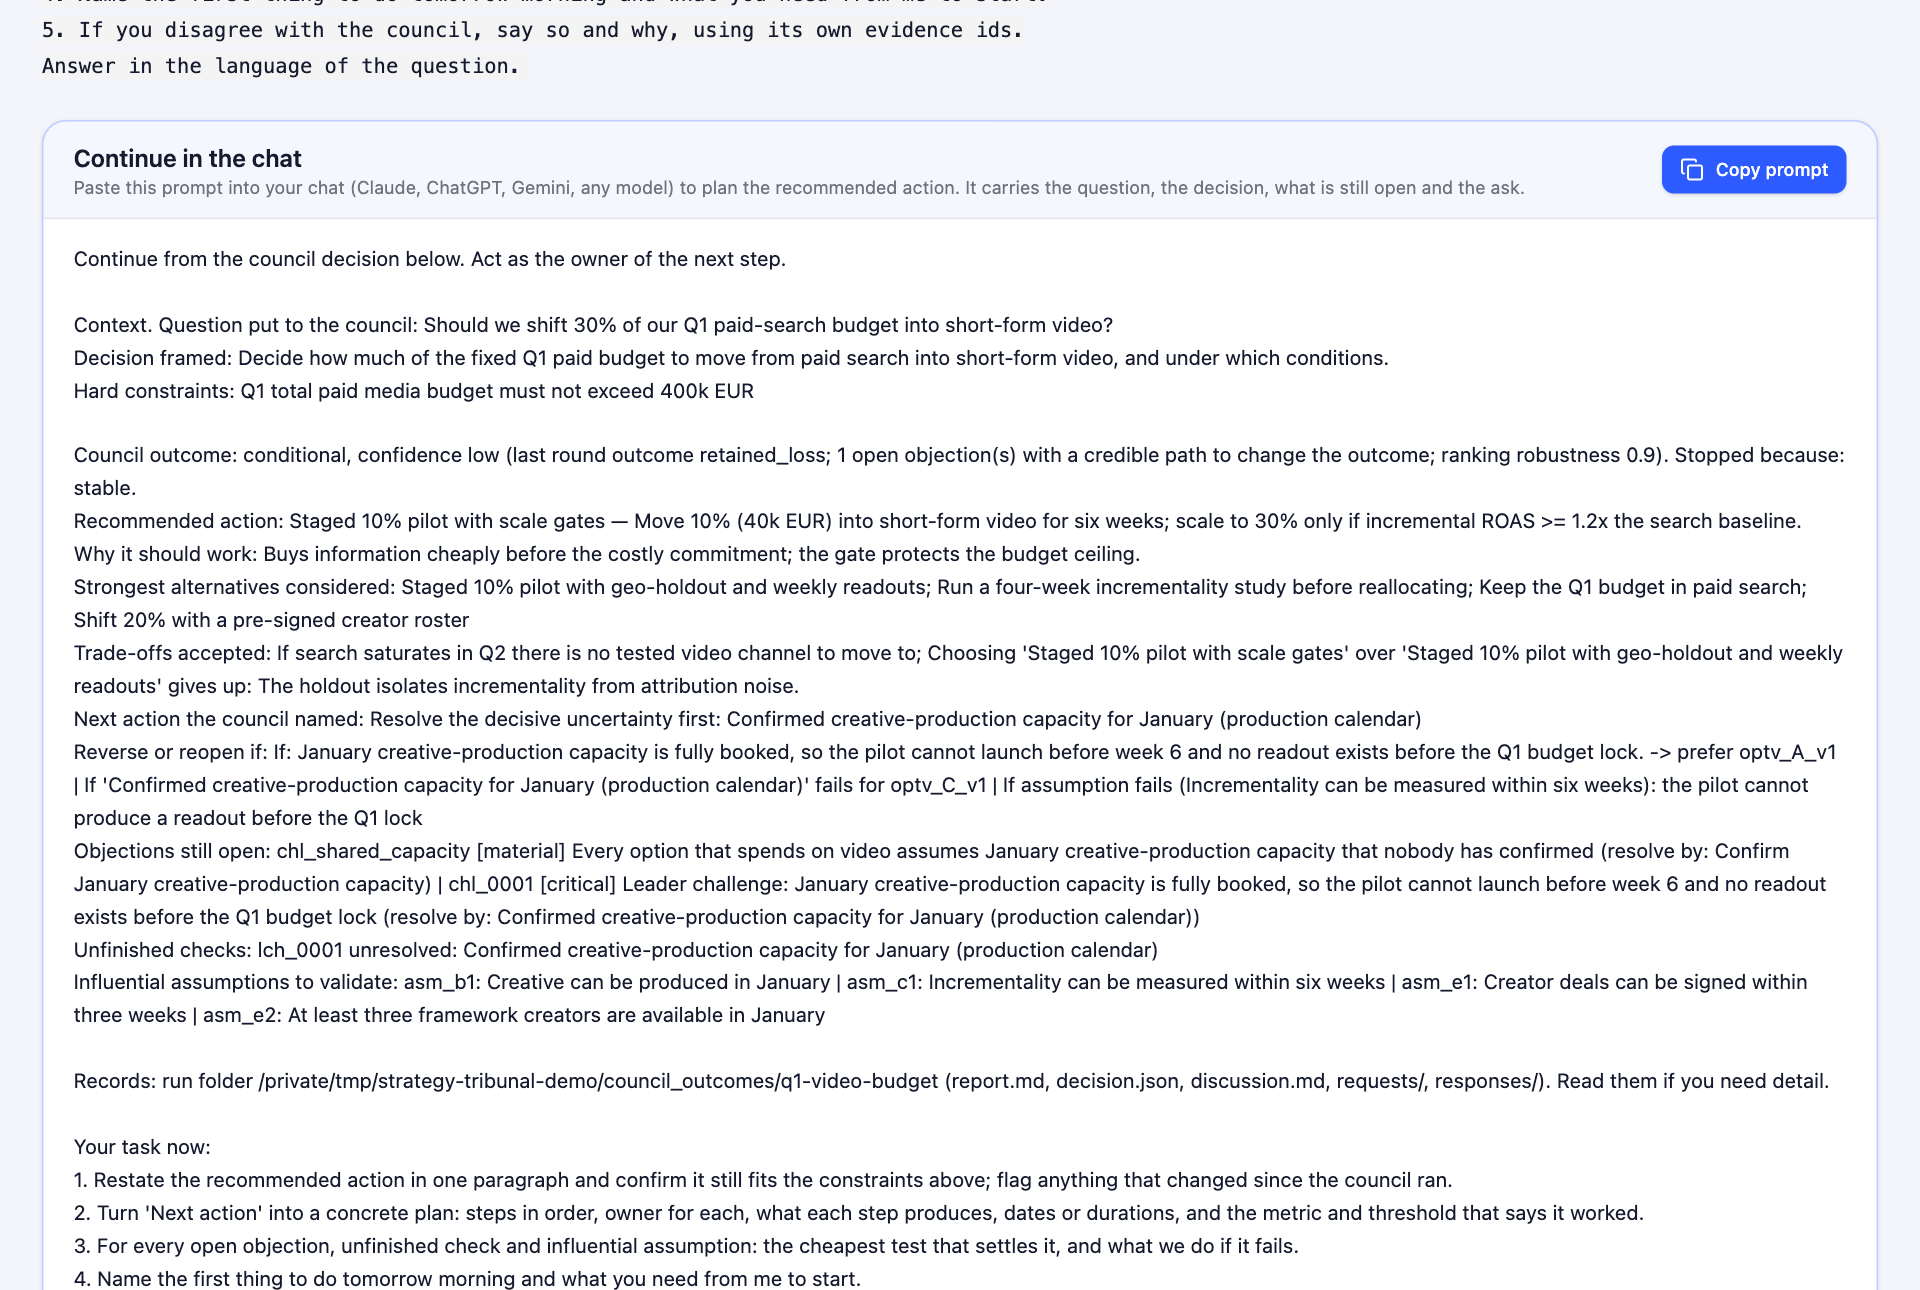 5. If you disagree with the council, say so and why, using its own evidence ids.
Answer in the language of the question.
Continue in the chat
Paste this prompt into your chat (Claude, ChatGPT, Gemini, any model) to plan the recommended action. It carries the question, the decision, what is still open and the ask.
Copy prompt
Continue from the council decision below. Act as the owner of the next step.
Context. Question put to the council: Should we shift 30% of our Q1 paid-search budget into short-form video?
Decision framed: Decide how much of the fixed Q1 paid budget to move from paid search into short-form video, and under which conditions.
Hard constraints: Q1 total paid media budget must not exceed 400k EUR
Council outcome: conditional, confidence low (last round outcome retained_loss; 1 open objection(s) with a credible path to change the outcome; ranking robustness 0.9). Stopped because:
stable.
Recommended action: Staged 10% pilot with scale gates — Move 10% (40k EUR) into short-form video for six weeks; scale to 30% only if incremental ROAS >= 1.2x the search baseline.
Why it should work: Buys information cheaply before the costly commitment; the gate protects the budget ceiling.
Strongest alternatives considered: Staged 10% pilot with geo-holdout and weekly readouts; Run a four-week incrementality study before reallocating; Keep the Q1 budget in paid search;
Shift 20% with a pre-signed creator roster
Trade-offs accepted: If search saturates in Q2 there is no tested video channel to move to; Choosing 'Staged 10% pilot with scale gates' over 'Staged 10% pilot with geo-holdout and weekly
readouts' gives up: The holdout isolates incrementality from attribution noise.
Next action the council named: Resolve the decisive uncertainty first: Confirmed creative-production capacity for January (production calendar)
Reverse or reopen if: If: January creative-production capacity is fully booked, so the pilot cannot launch before week 6 and no readout exists before the Q1 budget lock. -> prefer optv_A_v1
| If 'Confirmed creative-production capacity for January (production calendar)' fails for optv_C_v1 | If assumption fails (Incrementality can be measured within six weeks): the pilot cannot
produce a readout before the Q1 lock
Objections still open: chl_shared_capacity [material] Every option that spends on video assumes January creative-production capacity that nobody has confirmed (resolve by: Confirm
January creative-production capacity) | chl_0001 [critical] Leader challenge: January creative-production capacity is fully booked, so the pilot cannot launch before week 6 and no readout
exists before the Q1 budget lock (resolve by: Confirmed creative-production capacity for January (production calendar))
Unfinished checks: lch_0001 unresolved: Confirmed creative-production capacity for January (production calendar)
Influential assumptions to validate: asm_b1: Creative can be produced in January | asm_c1: Incrementality can be measured within six weeks | asm_e1: Creator deals can be signed within
three weeks | asm_e2: At least three framework creators are available in January
Records: run folder /private/tmp/strategy-tribunal-demo/council_outcomes/q1-video-budget (report.md, decision.json, discussion.md, requests/, responses/). Read them if you need detail.
Your task now:
1. Restate the recommended action in one paragraph and confirm it still fits the constraints above; flag anything that changed since the council ran.
2. Turn 'Next action' into a concrete plan: steps in order, owner for each, what each step produces, dates or durations, and the metric and threshold that says it worked.
3. For every open objection, unfinished check and influential assumption: the cheapest test that settles it, and what we do if it fails.
4. Name the first thing to do tomorrow morning and what you need from me to start.